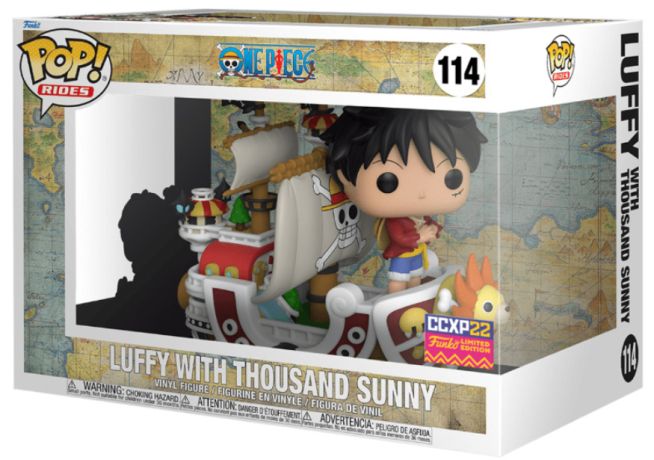 Funko
POP!
RIDES
ONE PIECE
114
POP!
RIDES
LUFFY WITH THOUSAND SUNNY
114
CCXP22
Funko LIMITED EDITION
LUFFY WITH THOUSAND SUNNY
VINYL FIGURE / FIGURINE EN VINYLE / FIGURA DE VINIL
WARNING: CHOKING HAZARD
ATTENTION: DANGER D'ÉTOUFFEMENT
ADVERTENCIA: PELIGRO DE ASFIXIA